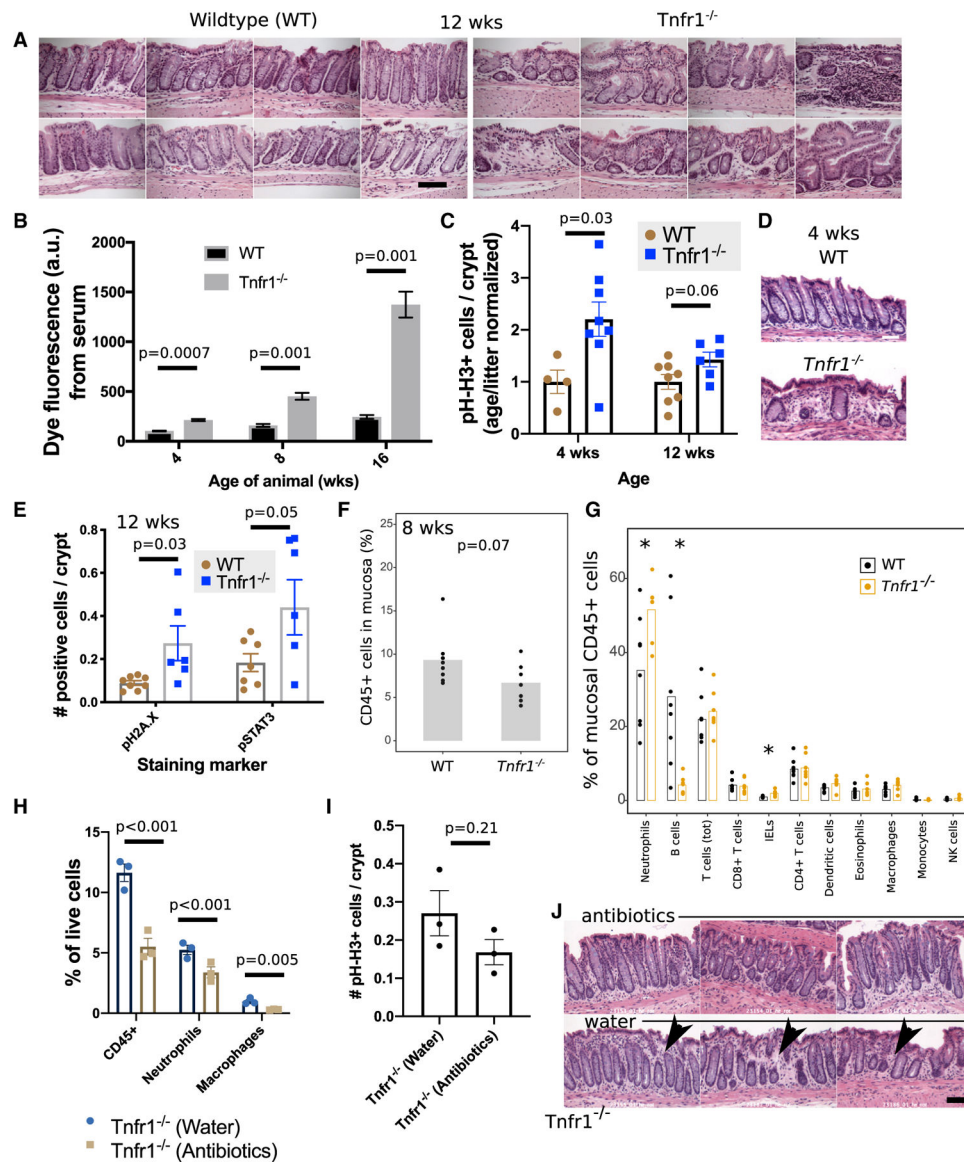 Wildtype (WT) 12 wks Tnfr1-/-
A
B
Dye fluorescence (a.u.)
from serum
2000
1500
1000
500
0
WT
Tnfr1-/-
p=0.0007
p=0.001
p=0.001
4 8 16
Age of animal (wks)
C
pH-H3+ cells / crypt
(age/litter normalized)
4
3
2
1
0
p=0.03
WT
Tnfr1-/-
p=0.06
4 wks 12 wks
Age
D
4 wks
WT
Tnfr1-/-
E
# positive cells / crypt
0.8
0.6
0.4
0.2
0.0
12 wks
p=0.03
p=0.05
WT
Tnfr1-/-
pH2A.X
pSTAT3
Staining marker
F
CD45+ cells in mucosa (%)
25
20
15
10
5
0
8 wks
p=0.07
WT Tnfr1-/-
G
% of mucosal CD45+ cells
60
40
20
0
* * *
WT
Tnfr1-/-
Neutrophils
B cells
T cells (tot)
CD8+ T cells
IELs
CD4+ T cells
Dendritic cells
Eosinophils
Macrophages
Monocytes
NK cells
H
% of live cells
15
10
5
0
p<0.001
p<0.001
p=0.005
CD45+
Neutrophils
Macrophages
Tnfr1-/- (Water)
Tnfr1-/- (Antibiotics)
I
# pH-H3+ cells / crypt
0.5
0.4
0.3
0.2
0.1
0.0
p=0.21
Tnfr1-/- (Water)
Tnfr1-/- (Antibiotics)
J
antibiotics
water
Tnfr1-/-